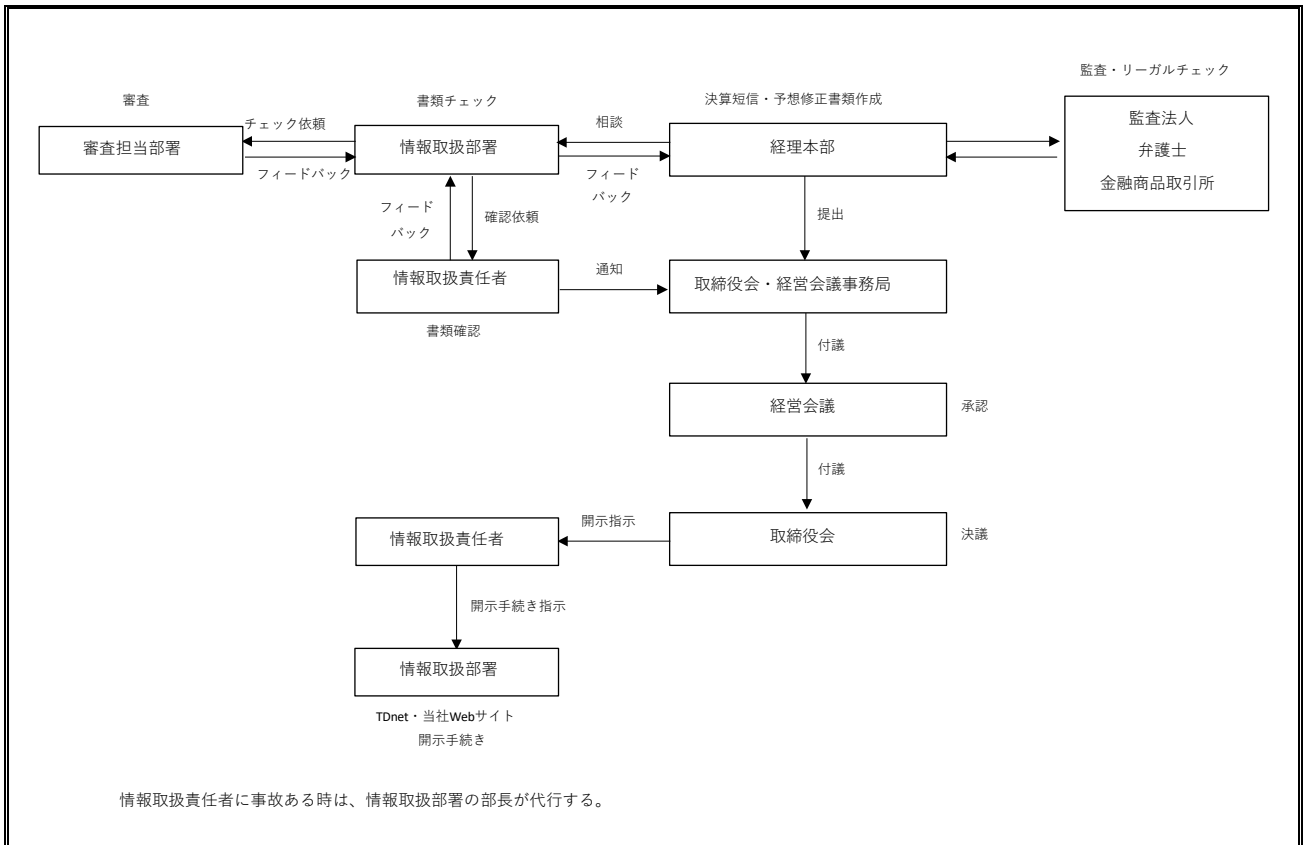 監査・リーガルチェック
審査
書類チェック
決算短信・予想修正書類作成
監査法人
弁護士
金融商品取引所
チェック依頼
相談
審査担当部署
情報取扱部署
経理本部
フィードバック
フィード
バック
フィード
バック
確認依頼
提出
情報取扱責任者
通知
取締役会・経営会議事務局
書類確認
付議
経営会議
承認
付議
情報取扱責任者
開示指示
取締役会
決議
開示手続き指示
情報取扱部署
TDnet・当社Webサイト
開示手続き
情報取扱責任者に事故ある時は、情報取扱部署の部長が代行する。